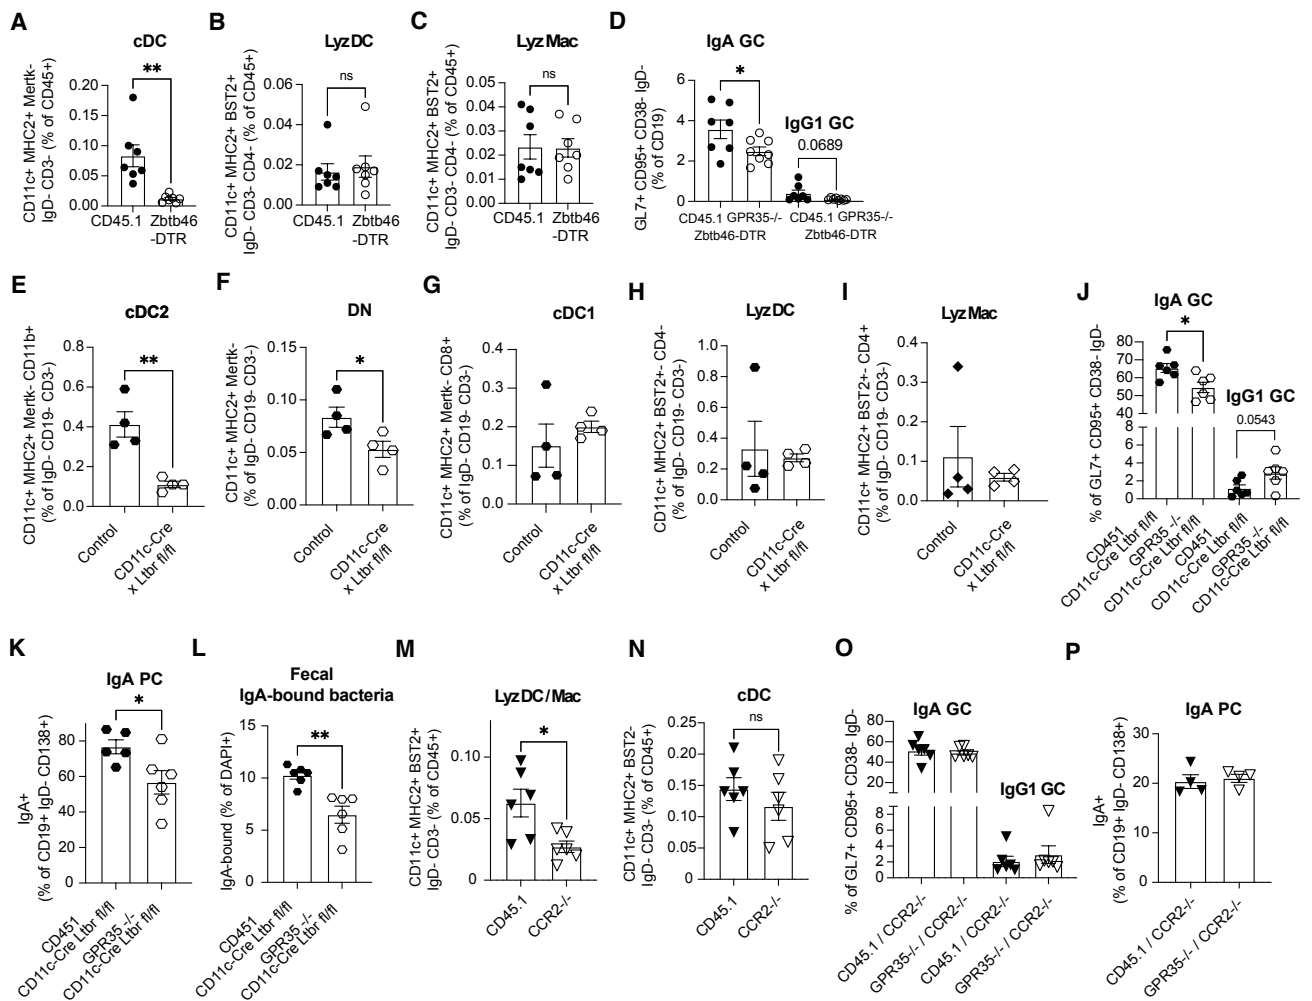 A
cDC
CD11c+ MHC2+ Mertk-
IgD- CD3- (% of CD45+)
**
0.20
0.15
0.10
0.05
0.00
CD45.1
Zbtb46
-DTR
B
LyzDC
CD11c+ MHC2+ BST2+
IgD- CD3- CD4- (% of CD45+)
ns
0.06
0.04
0.02
0.00
CD45.1
Zbtb46
-DTR
C
LyzMac
CD11c+ MHC2+ BST2+
IgD- CD3- CD4- (% of CD45+)
ns
0.05
0.04
0.03
0.02
0.01
0.00
CD45.1
Zbtb46
-DTR
D
IgA GC
GL7+ CD95+ CD38- IgD-
(% of CD19)
*
IgG1 GC
0.0689
6
4
2
0
CD45.1 GPR35-/-
Zbtb46-DTR
CD45.1 GPR35-/-
Zbtb46-DTR
E
cDC2
CD11c+ MHC2+ Mertk- CD11b+
(% of IgD- CD19- CD3-)
**
0.8
0.6
0.4
0.2
0.0
Control
CD11c-Cre
x Ltbr fl/fl
F
DN
CD11c+ MHC2+ Mertk-
(% of IgD- CD19- CD3-)
*
0.15
0.10
0.05
0.00
Control
CD11c-Cre
x Ltbr fl/fl
G
cDC1
CD11c+ MHC2+ Mertk- CD8+
(% of IgD- CD19- CD3-)
0.4
0.3
0.2
0.1
0.0
Control
CD11c-Cre
x Ltbr fl/fl
H
LyzDC
CD11c+ MHC2+ BST2+- CD4-
(% of IgD- CD19- CD3-)
1.0
0.8
0.6
0.4
0.2
0.0
Control
CD11c-Cre
x Ltbr fl/fl
I
LyzMac
CD11c+ MHC2+ BST2+- CD4+
(% of IgD- CD19- CD3-)
0.4
0.3
0.2
0.1
0.0
Control
CD11c-Cre
x Ltbr fl/fl
J
IgA GC
% of GL7+ CD95+ CD38- IgD-
*
IgG1 GC
0.0543
80
70
60
50
40
8
6
4
2
0
CD451
CD11c-Cre Ltbr fl/fl
GPR35 -/-
CD11c-Cre Ltbr fl/fl
CD451
CD11c-Cre Ltbr fl/fl
GPR35 -/-
CD11c-Cre Ltbr fl/fl
K
IgA PC
IgA+
(% of CD19+ IgD- CD138+)
*
80
60
40
20
0
CD451
CD11c-Cre Ltbr fl/fl
GPR35 -/-
CD11c-Cre Ltbr fl/fl
L
Fecal
IgA-bound bacteria
IgA-bound (% of DAPI+)
**
15
10
5
0
CD451
CD11c-Cre Ltbr fl/fl
GPR35 -/-
CD11c-Cre Ltbr fl/fl
M
LyzDC/Mac
CD11c+ MHC2+ BST2+
IgD- CD3- (% of CD45+)
*
0.10
0.05
0
CD45.1
CCR2-/-
N
cDC
CD11c+ MHC2+ BST2-
IgD- CD3- (% of CD45+)
ns
0.25
0.20
0.15
0.10
0.05
0
CD45.1
CCR2-/-
O
IgA GC
% of GL7+ CD95+ CD38- IgD-
IgG1 GC
80
60
40
20
8
6
4
2
0
CD45.1 / CCR2-/-
GPR35-/- / CCR2-/-
CD45.1 / CCR2-/-
GPR35-/- / CCR2-/-
P
IgA PC
IgA+
(% of CD19+ IgD- CD138+)
30
20
10
0
CD45.1 / CCR2-/-
GPR35-/- / CCR2-/-